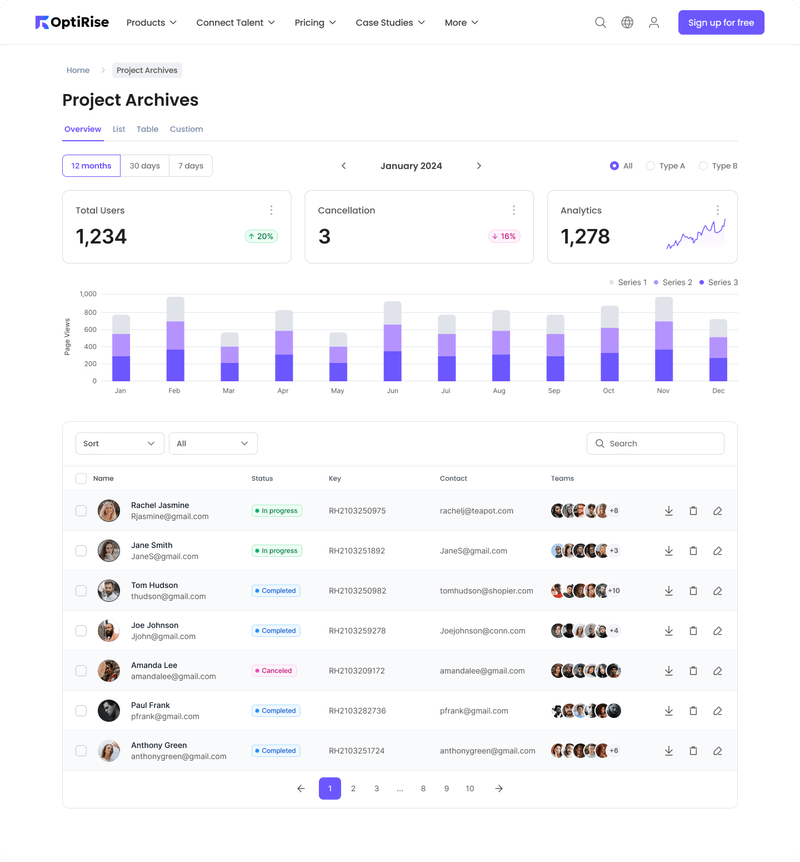 OptiRise Products Connect Talent Pricing Case Studies More Sign up for free
Home Project Archives
Project Archives
Overview List Table Custiom
12 months 30 days 7 days January 2024 All Type A Type B
Total Users Cancellation Analytics
1,234 20% 3 16% 1,278
Series 1 Series 2 Series 3
Page Views
1,000
800
600
400
200
0
Jan Feb Mar Apr May Jun Jul Aug Sep Oct Nov Dec
Sort All Search
Name Status Key Contact Teams
Rachel Jasmine
Rjasmine@gmail.com In progress RH2103250975 rachelj@teapot.com +8
Jane Smith
JaneS@gmail.com In progress RH2103251892 JaneS@gmail.com +3
Tom Hudson
thudson@gmail.com Completed RH2103250982 tomhudson@shopier.com +10
Joe Johnson
Jjohn@gmail.com Completed RH2103259278 Joejohnson@conn.com +4
Amanda Lee
amandalee@gmail.com Canceled RH2103209172 amandalee@gmail.com
Paul Frank
pfrank@gmail.com Completed RH2103282736 pfrank@gmail.com
Anthony Green
anthonygreen@gmail.com Completed RH2103251724 anthonygreen@gmail.com +6
1 2 3 ... 8 9 10